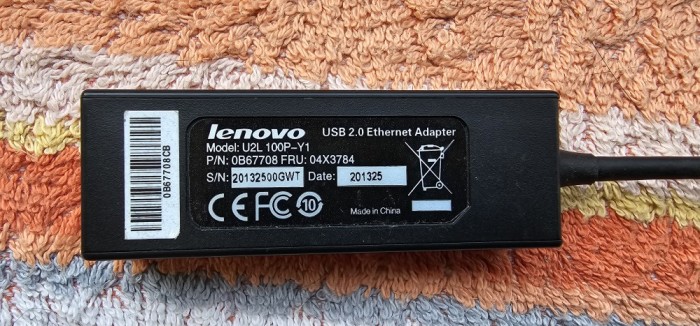 0B67708CB
lenovo USB 2.0 Ethernet Adapter
Model: U2L 100P-Y1
P/N: 0B67708 FRU: 04X3784
S/N: 20132500GWT Date: 201325
CE FC 10
Made in China